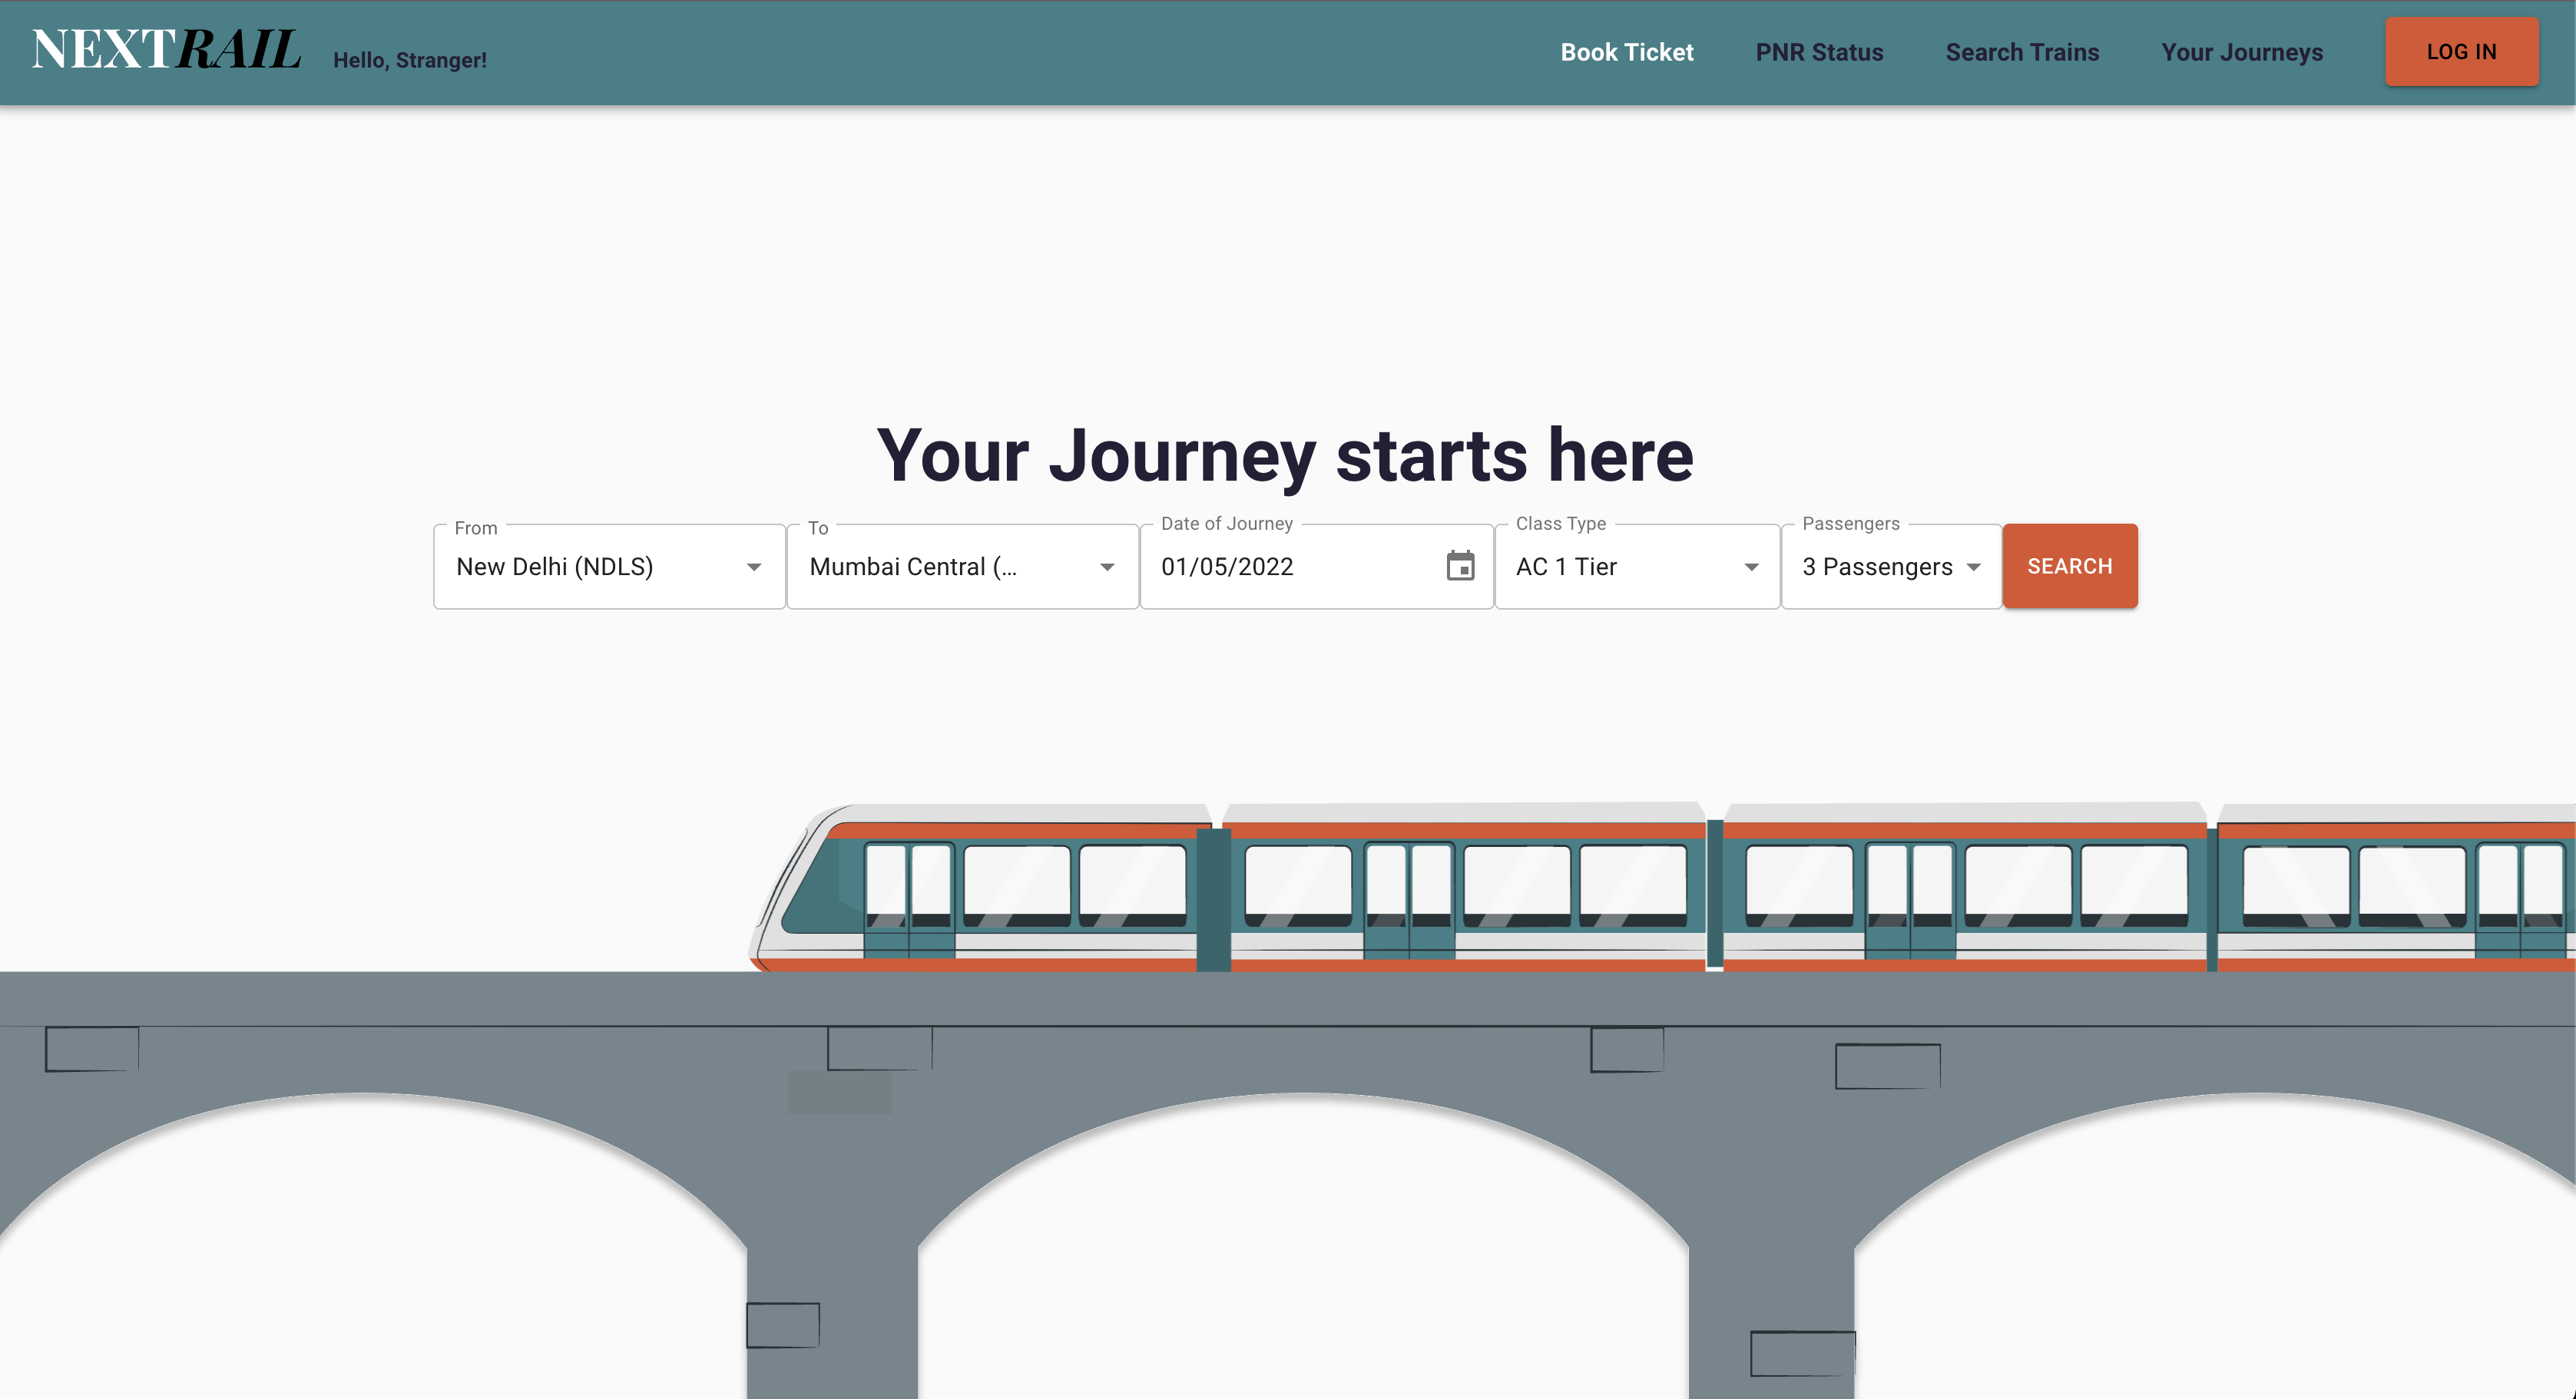 NEXTRAIL Hello, Stranger! Book Ticket PNR Status Search Trains Your Journeys LOG IN
Your Journey starts here
From To Date of Journey Class Type Passengers
New Delhi (NDLS) Mumbai Central (... 01/05/2022 AC 1 Tier 3 Passengers SEARCH